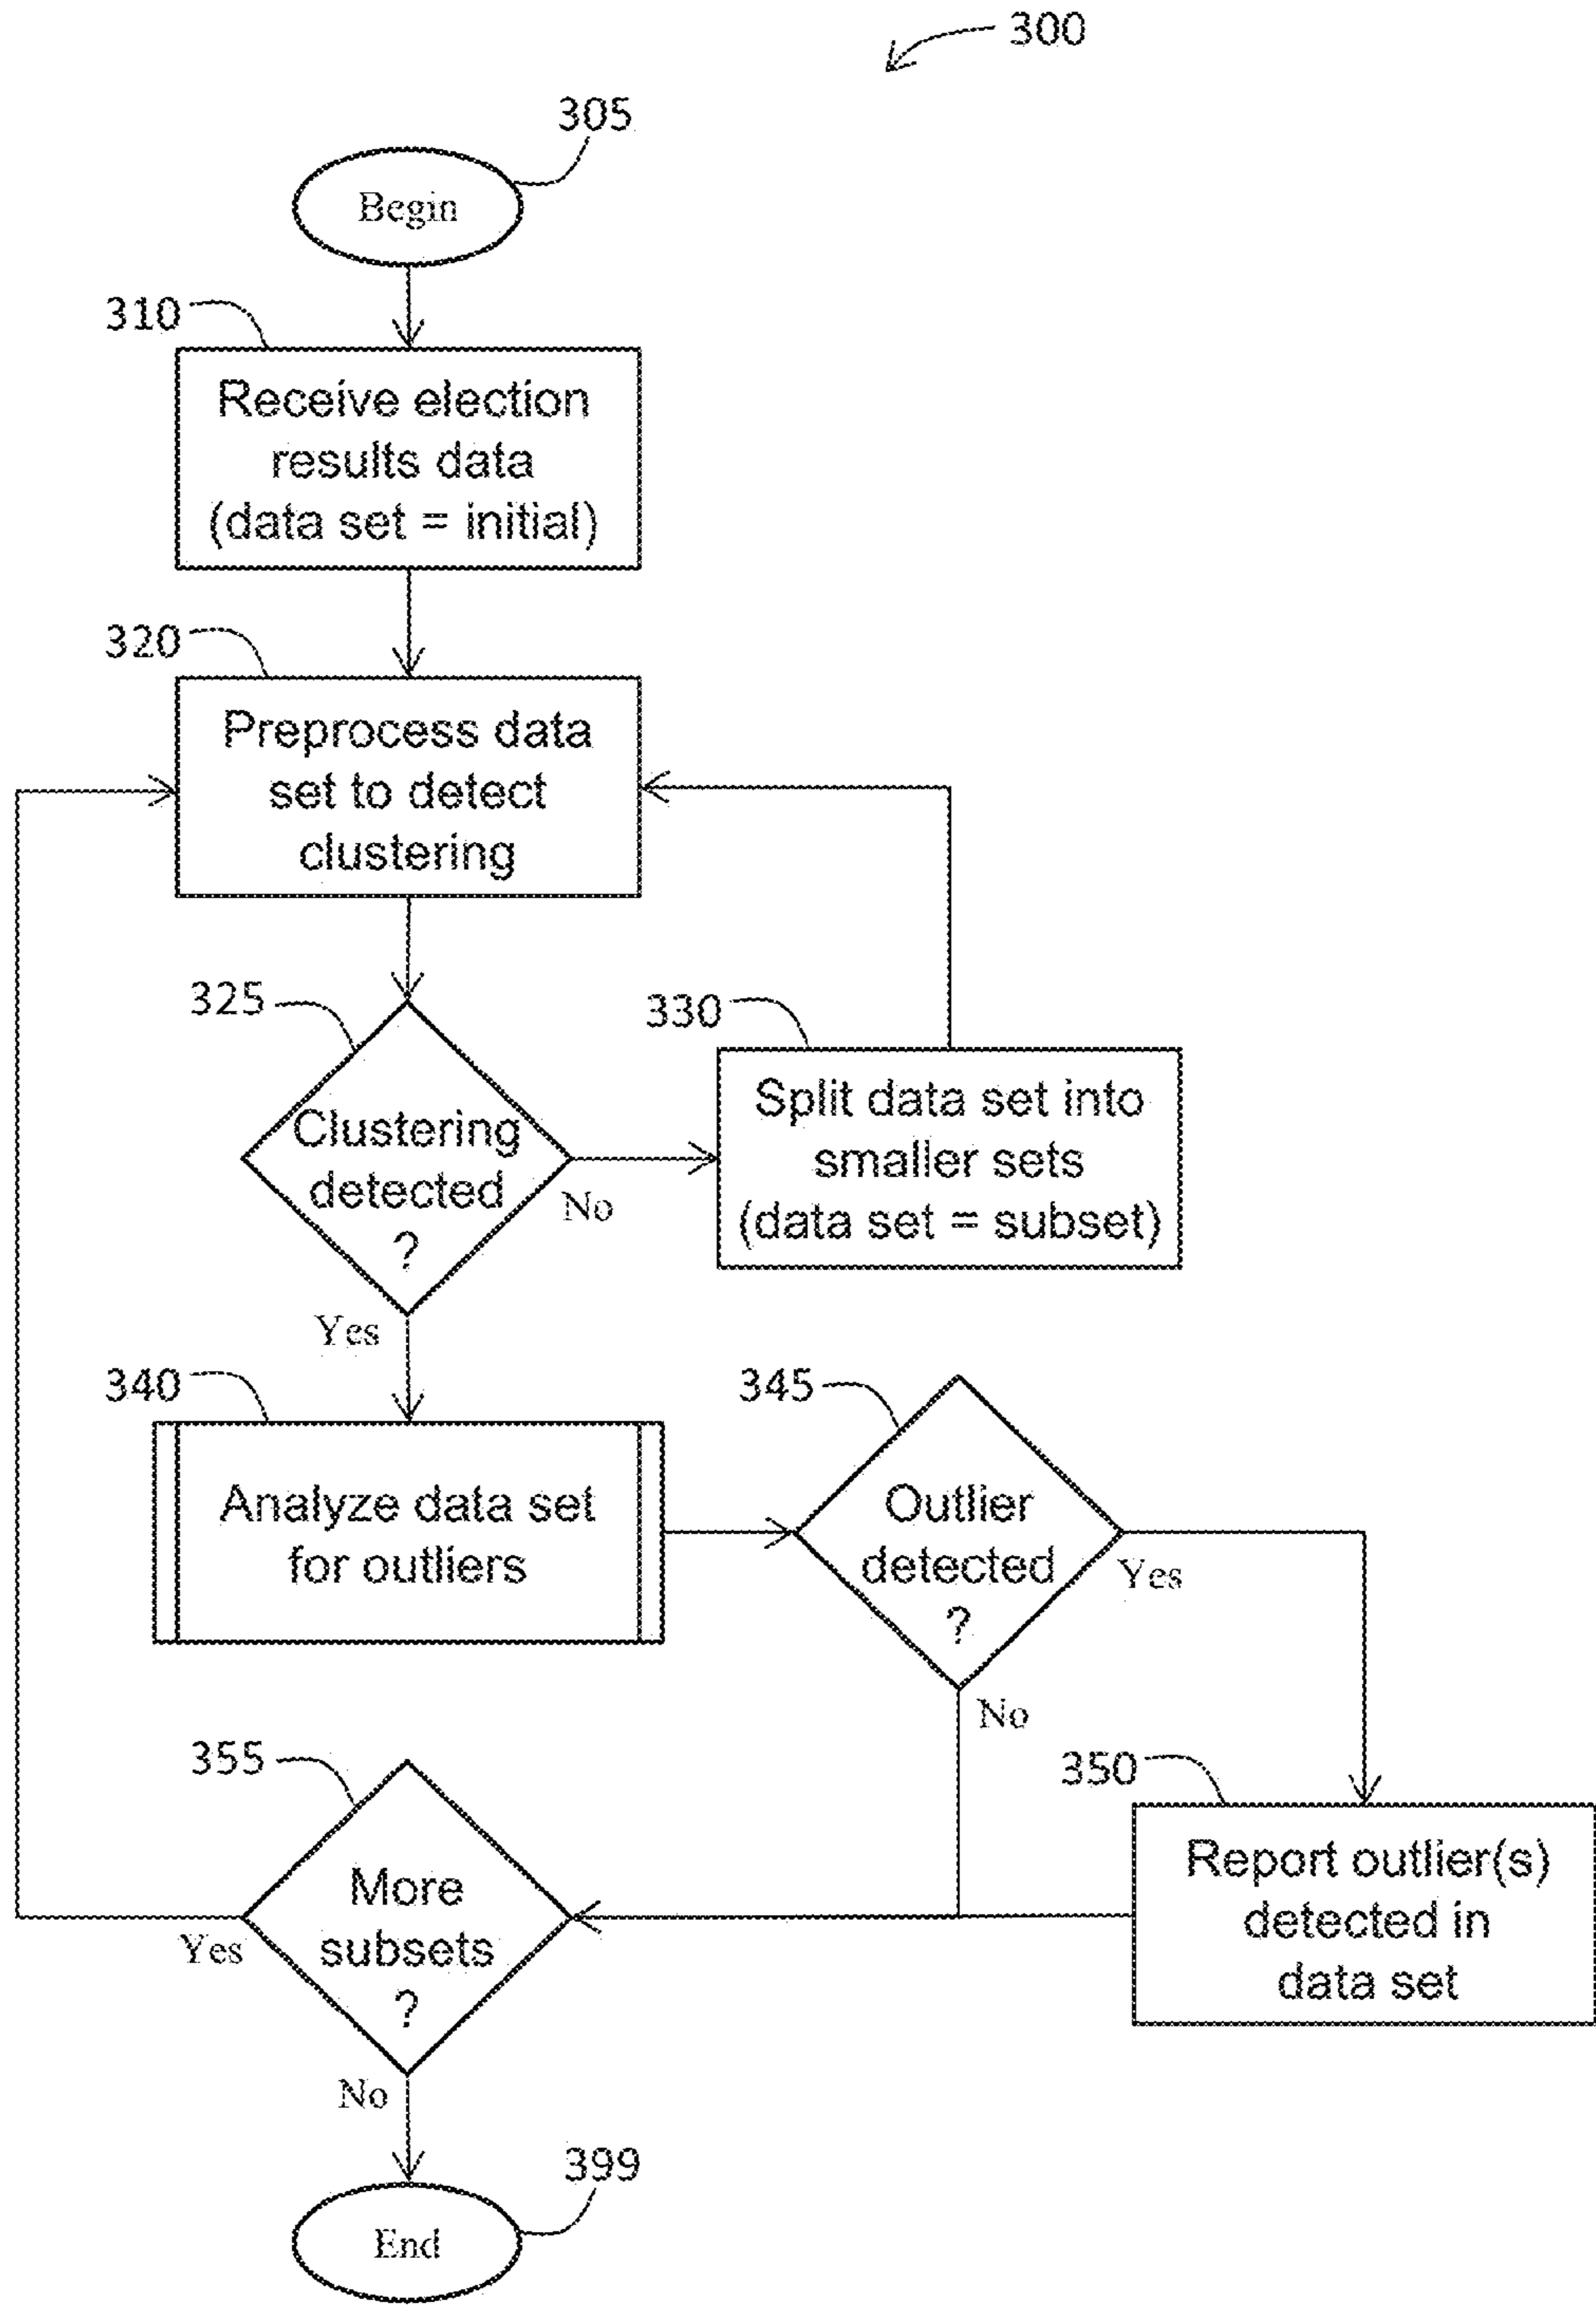 300
305
Begin
310
Receive election
results data
(data set = initial)
320
Preprocess data
set to detect
clustering
325
Clustering
detected
?
No
Yes
330
Split data set into
smaller sets
(data set = subset)
340
Analyze data set
for outliers
345
Outlier
detected
?
Yes
No
350
Report outlier(s)
detected in
data set
355
More
subsets
?
Yes
No
399
End